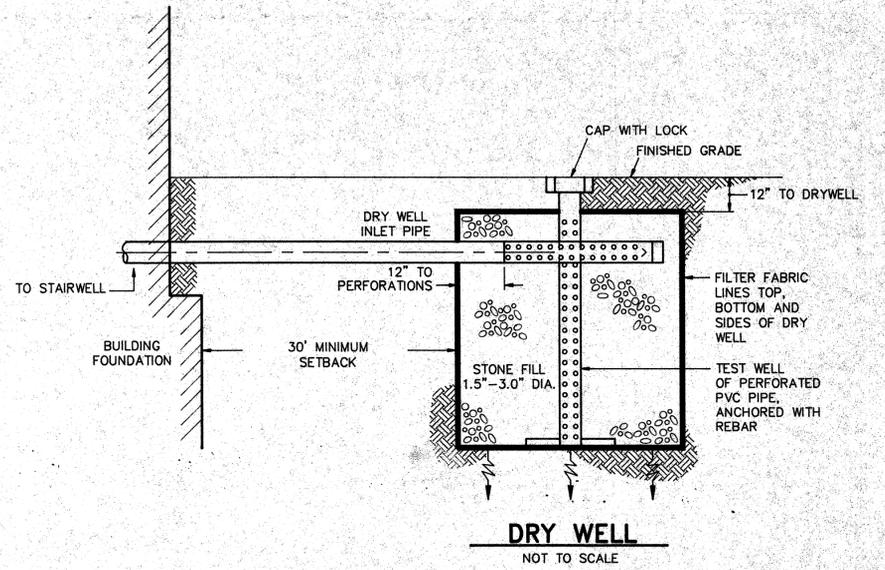 CAP WITH LOCK
FINISHED GRADE
12" TO DRYWELL
DRY WELL
INLET PIPE
12" TO
PERFORATIONS
TO STAIRWELL
FILTER FABRIC
LINES TOP,
BOTTOM AND
SIDES OF DRY
WELL
BUILDING
FOUNDATION
30' MINIMUM
SETBACK
STONE FILL
1.5"-3.0" DIA.
TEST WELL
OF PERFORATED
PVC PIPE,
ANCHORED WITH
REBAR
DRY WELL
NOT TO SCALE